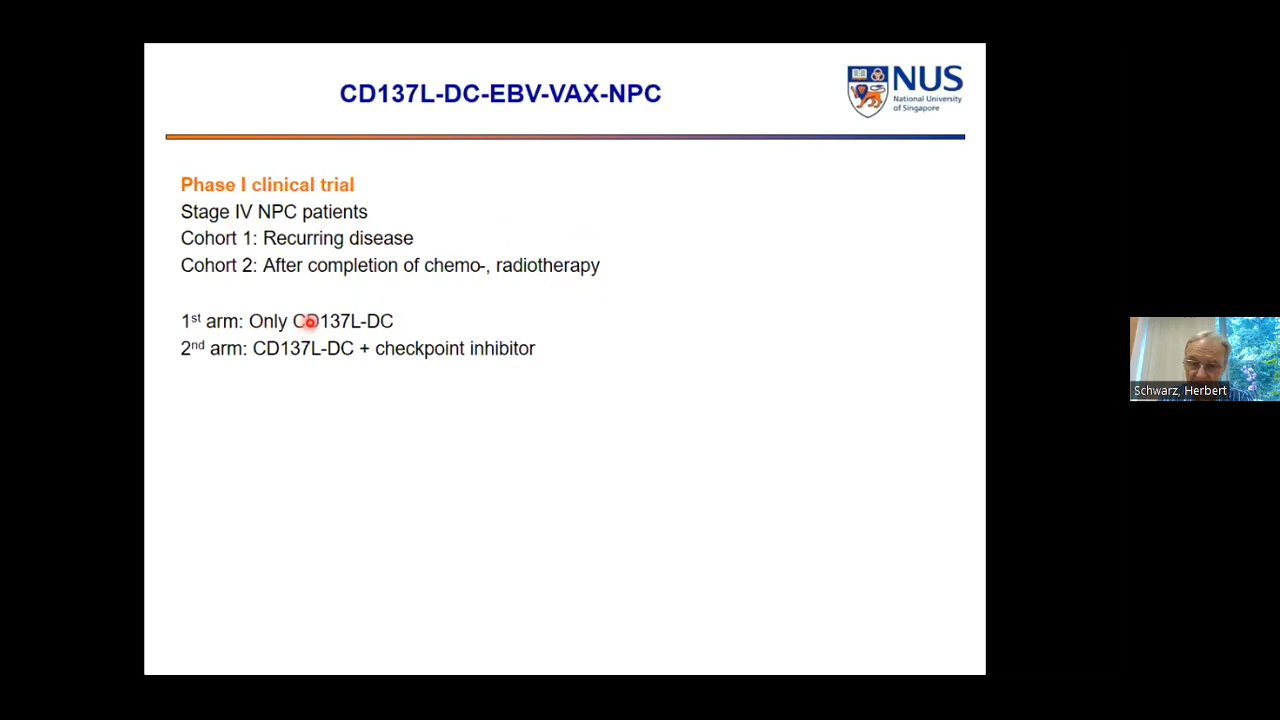 CD137L-DC-EBV-VAX-NPC
NUS
National University
of Singapore
Phase I clinical trial
Stage IV NPC patients
Cohort 1: Recurring disease
Cohort 2: After completion of chemo-, radiotherapy
1st arm: Only CD137L-DC
2nd arm: CD137L-DC + checkpoint inhibitor
Schwarz, Herbert